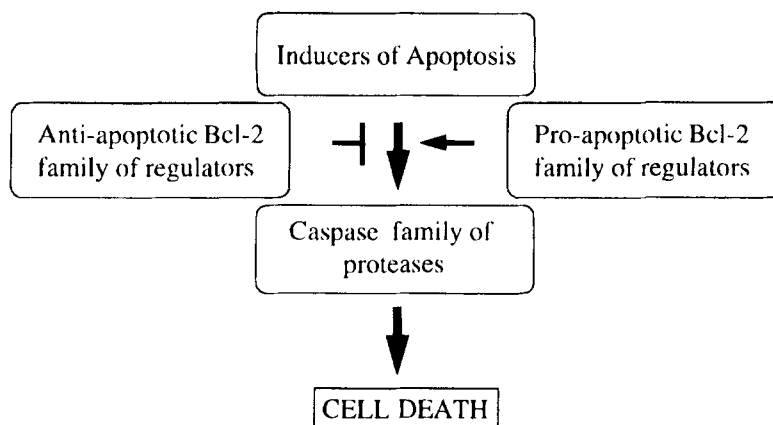 Inducers of Apoptosis
Anti-apoptotic Bcl-2
family of regulators
Pro-apoptotic Bcl-2
family of regulators
Caspase family of
proteases
CELL DEATH